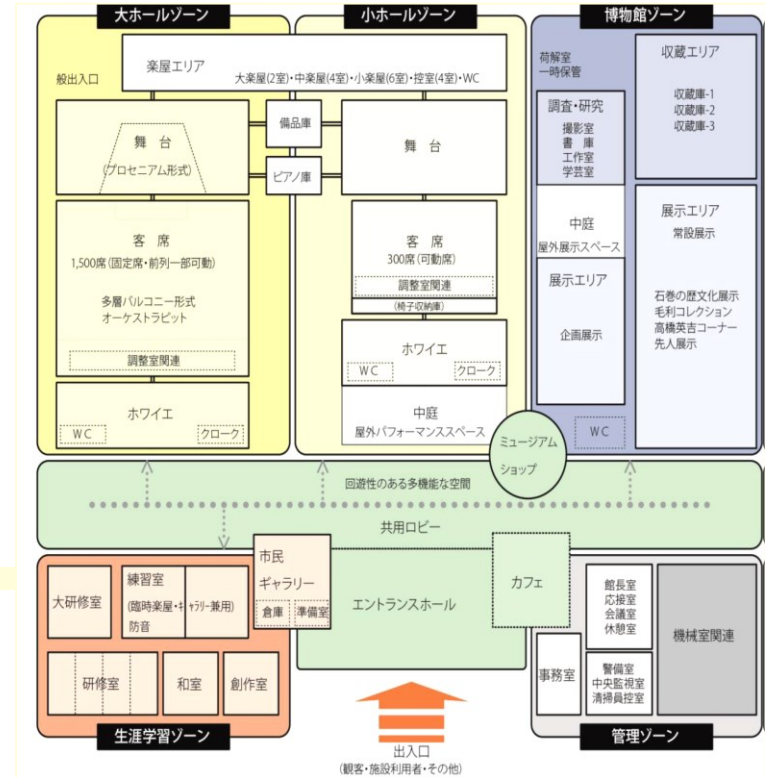 大ホールゾーン
小ホールゾーン
博物館ゾーン
楽屋エリア
大楽屋(2室)・中楽屋(4室)・小楽屋(6室)・控室(4室)・WC
般出入口
舞台
(プロセニアム形式)
備品庫
ピアノ庫
舞台
客席
1,500席(固定席・前列一部可動)
多層バルコニー形式
オーケストラピット
調整室関連
ホワイエ
WC
クローク
客席
300席(可動席)
調整室関連
(椅子収納庫)
ホワイエ
WC
クローク
中庭
屋外パフォーマンススペース
荷解室
一時保管
調査・研究
撮影室
書庫
工作室
学芸室
中庭
屋外展示スペース
展示エリア
企画展示
WC
収蔵エリア
収蔵庫-1
収蔵庫-2
収蔵庫-3
展示エリア
常設展示
石巻の歴文化展示
毛利コレクション
高橋英吉コーナー
先人展示
ミュージアム
ショップ
回遊性のある多機能な空間
共用ロビー
大研修室
練習室
(臨時楽屋・ギャラリー兼用)
防音
市民
ギャラリー
倉庫
準備室
研修室
和室
創作室
生涯学習ゾーン
エントランスホール
カフェ
出入口
(観客・施設利用者・その他)
館長室
応接室
会議室
休憩室
事務室
警備室
中央監視室
清掃員控室
機械室関連
管理ゾーン